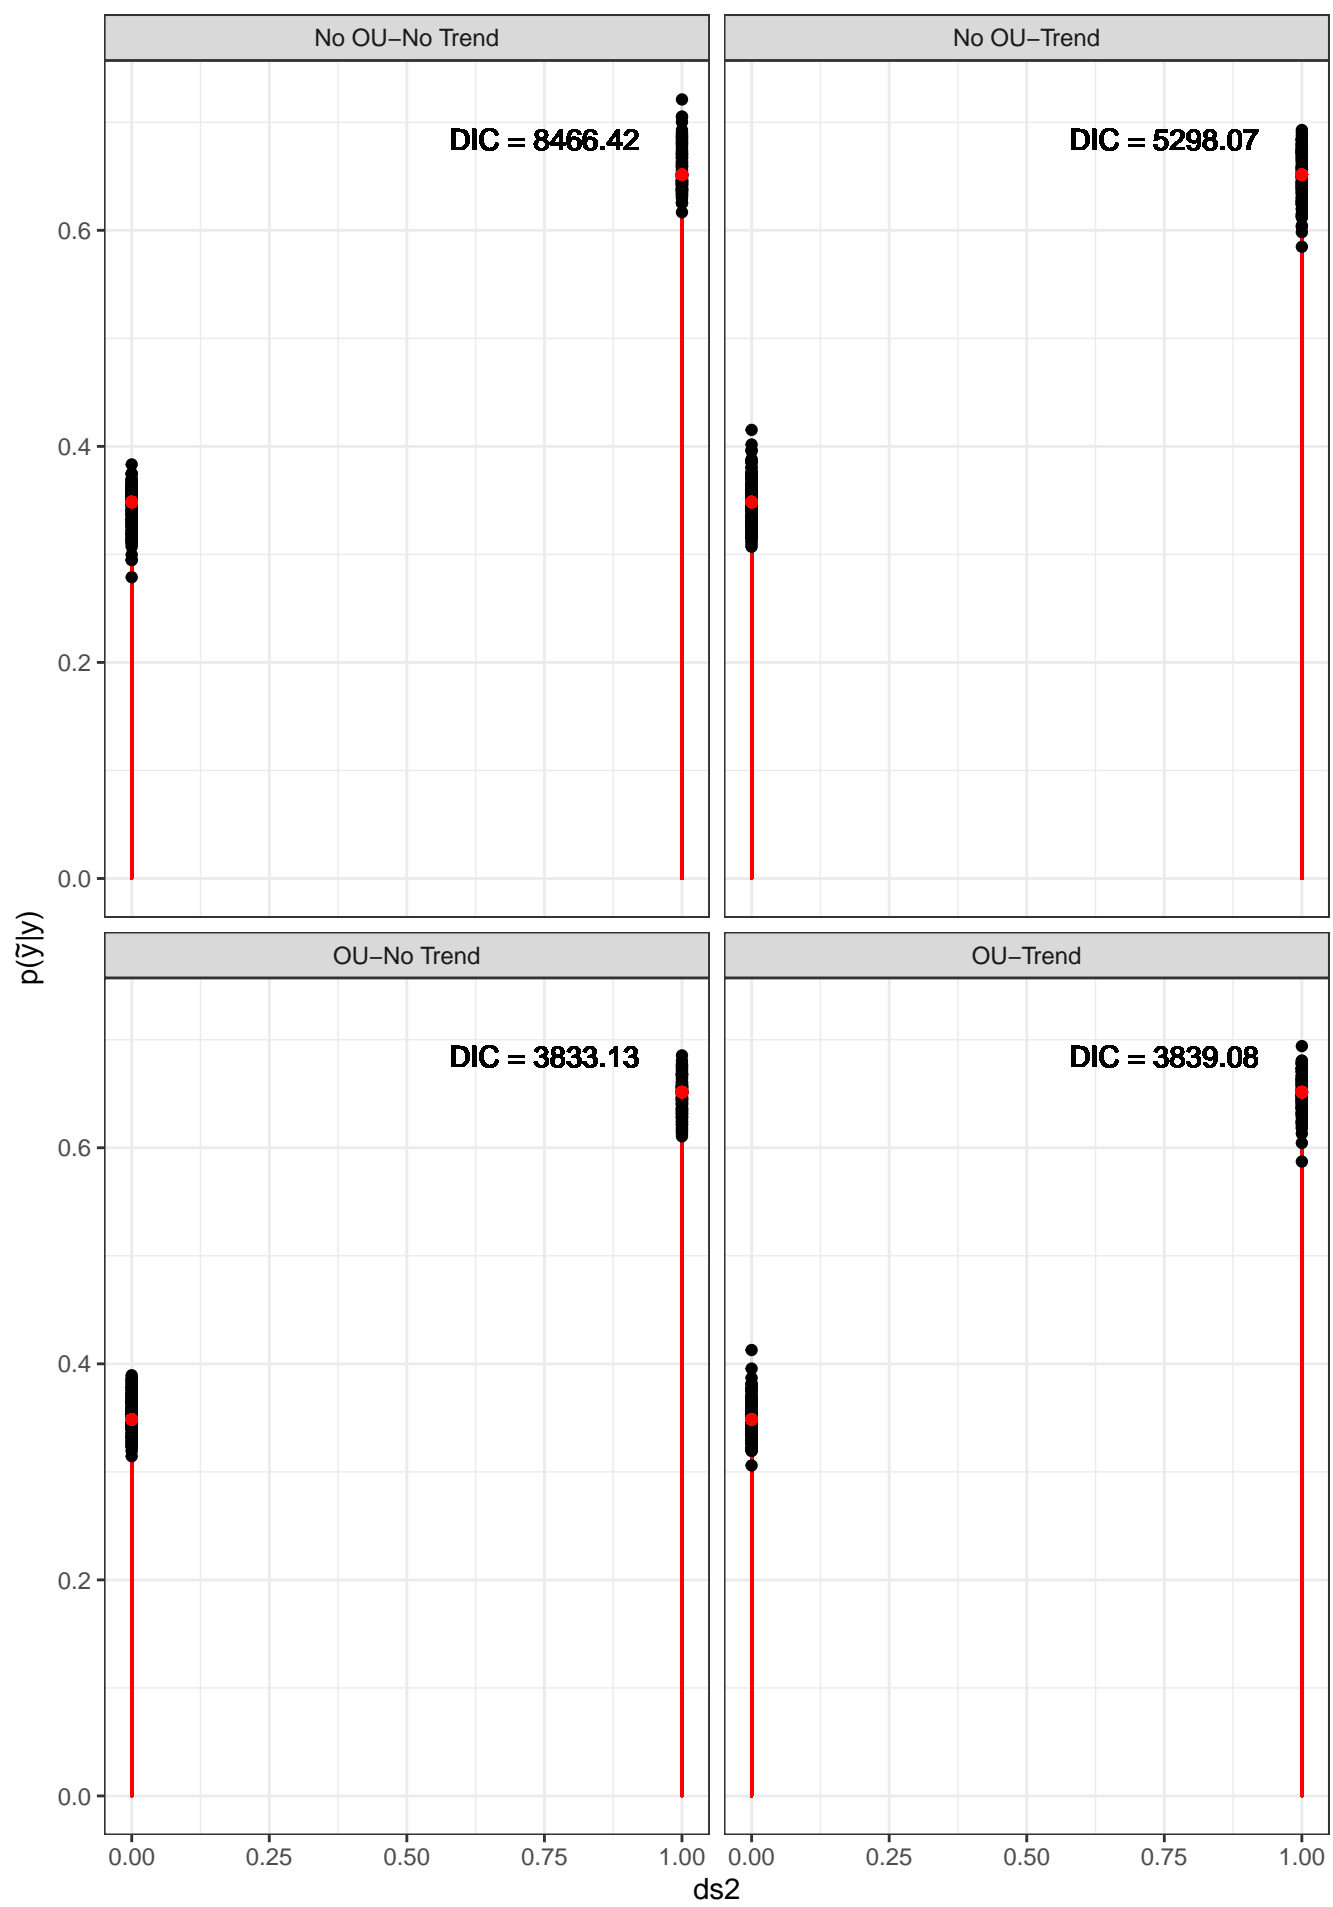 No OU–No Trend
No OU–Trend
DIC = 8466.42
DIC = 5298.07
0.6
0.4
0.2
0.0
p(ỹ|y)
OU–No Trend
OU–Trend
DIC = 3833.13
DIC = 3839.08
0.6
0.4
0.2
0.0
0.00 0.25 0.50 0.75 1.00 0.00 0.25 0.50 0.75 1.00
ds2